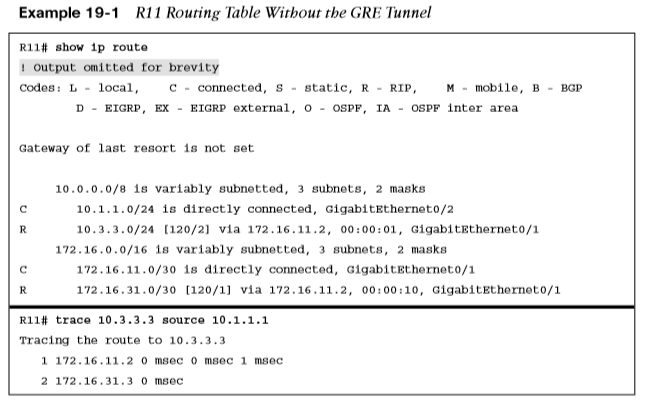 Example 19-1 R11 Routing Table Without the GRE Tunnel
R11# show ip route
! Output omitted for brevity
Codes: L - local, C - connected, S - static, R - RIP, M - mobile, B - BGP
D - EIGRP, EX - EIGRP external, O - OSPF, IA - OSPF inter area
Gateway of last resort is not set
10.0.0.0/8 is variably subnetted, 3 subnets, 2 masks
C 10.1.1.0/24 is directly connected, GigabitEthernet0/2
R 10.3.3.0/24 [120/2] via 172.16.11.2, 00:00:01, GigabitEthernet0/1
172.16.0.0/16 is variably subnetted, 3 subnets, 2 masks
C 172.16.11.0/30 is directly connected, GigabitEthernet0/1
R 172.16.31.0/30 [120/1] via 172.16.11.2, 00:00:10, GigabitEthernet0/1
R11# trace 10.3.3.3 source 10.1.1.1
Tracing the route to 10.3.3.3
1 172.16.11.2 0 msec 0 msec 1 msec
2 172.16.31.3 0 msec